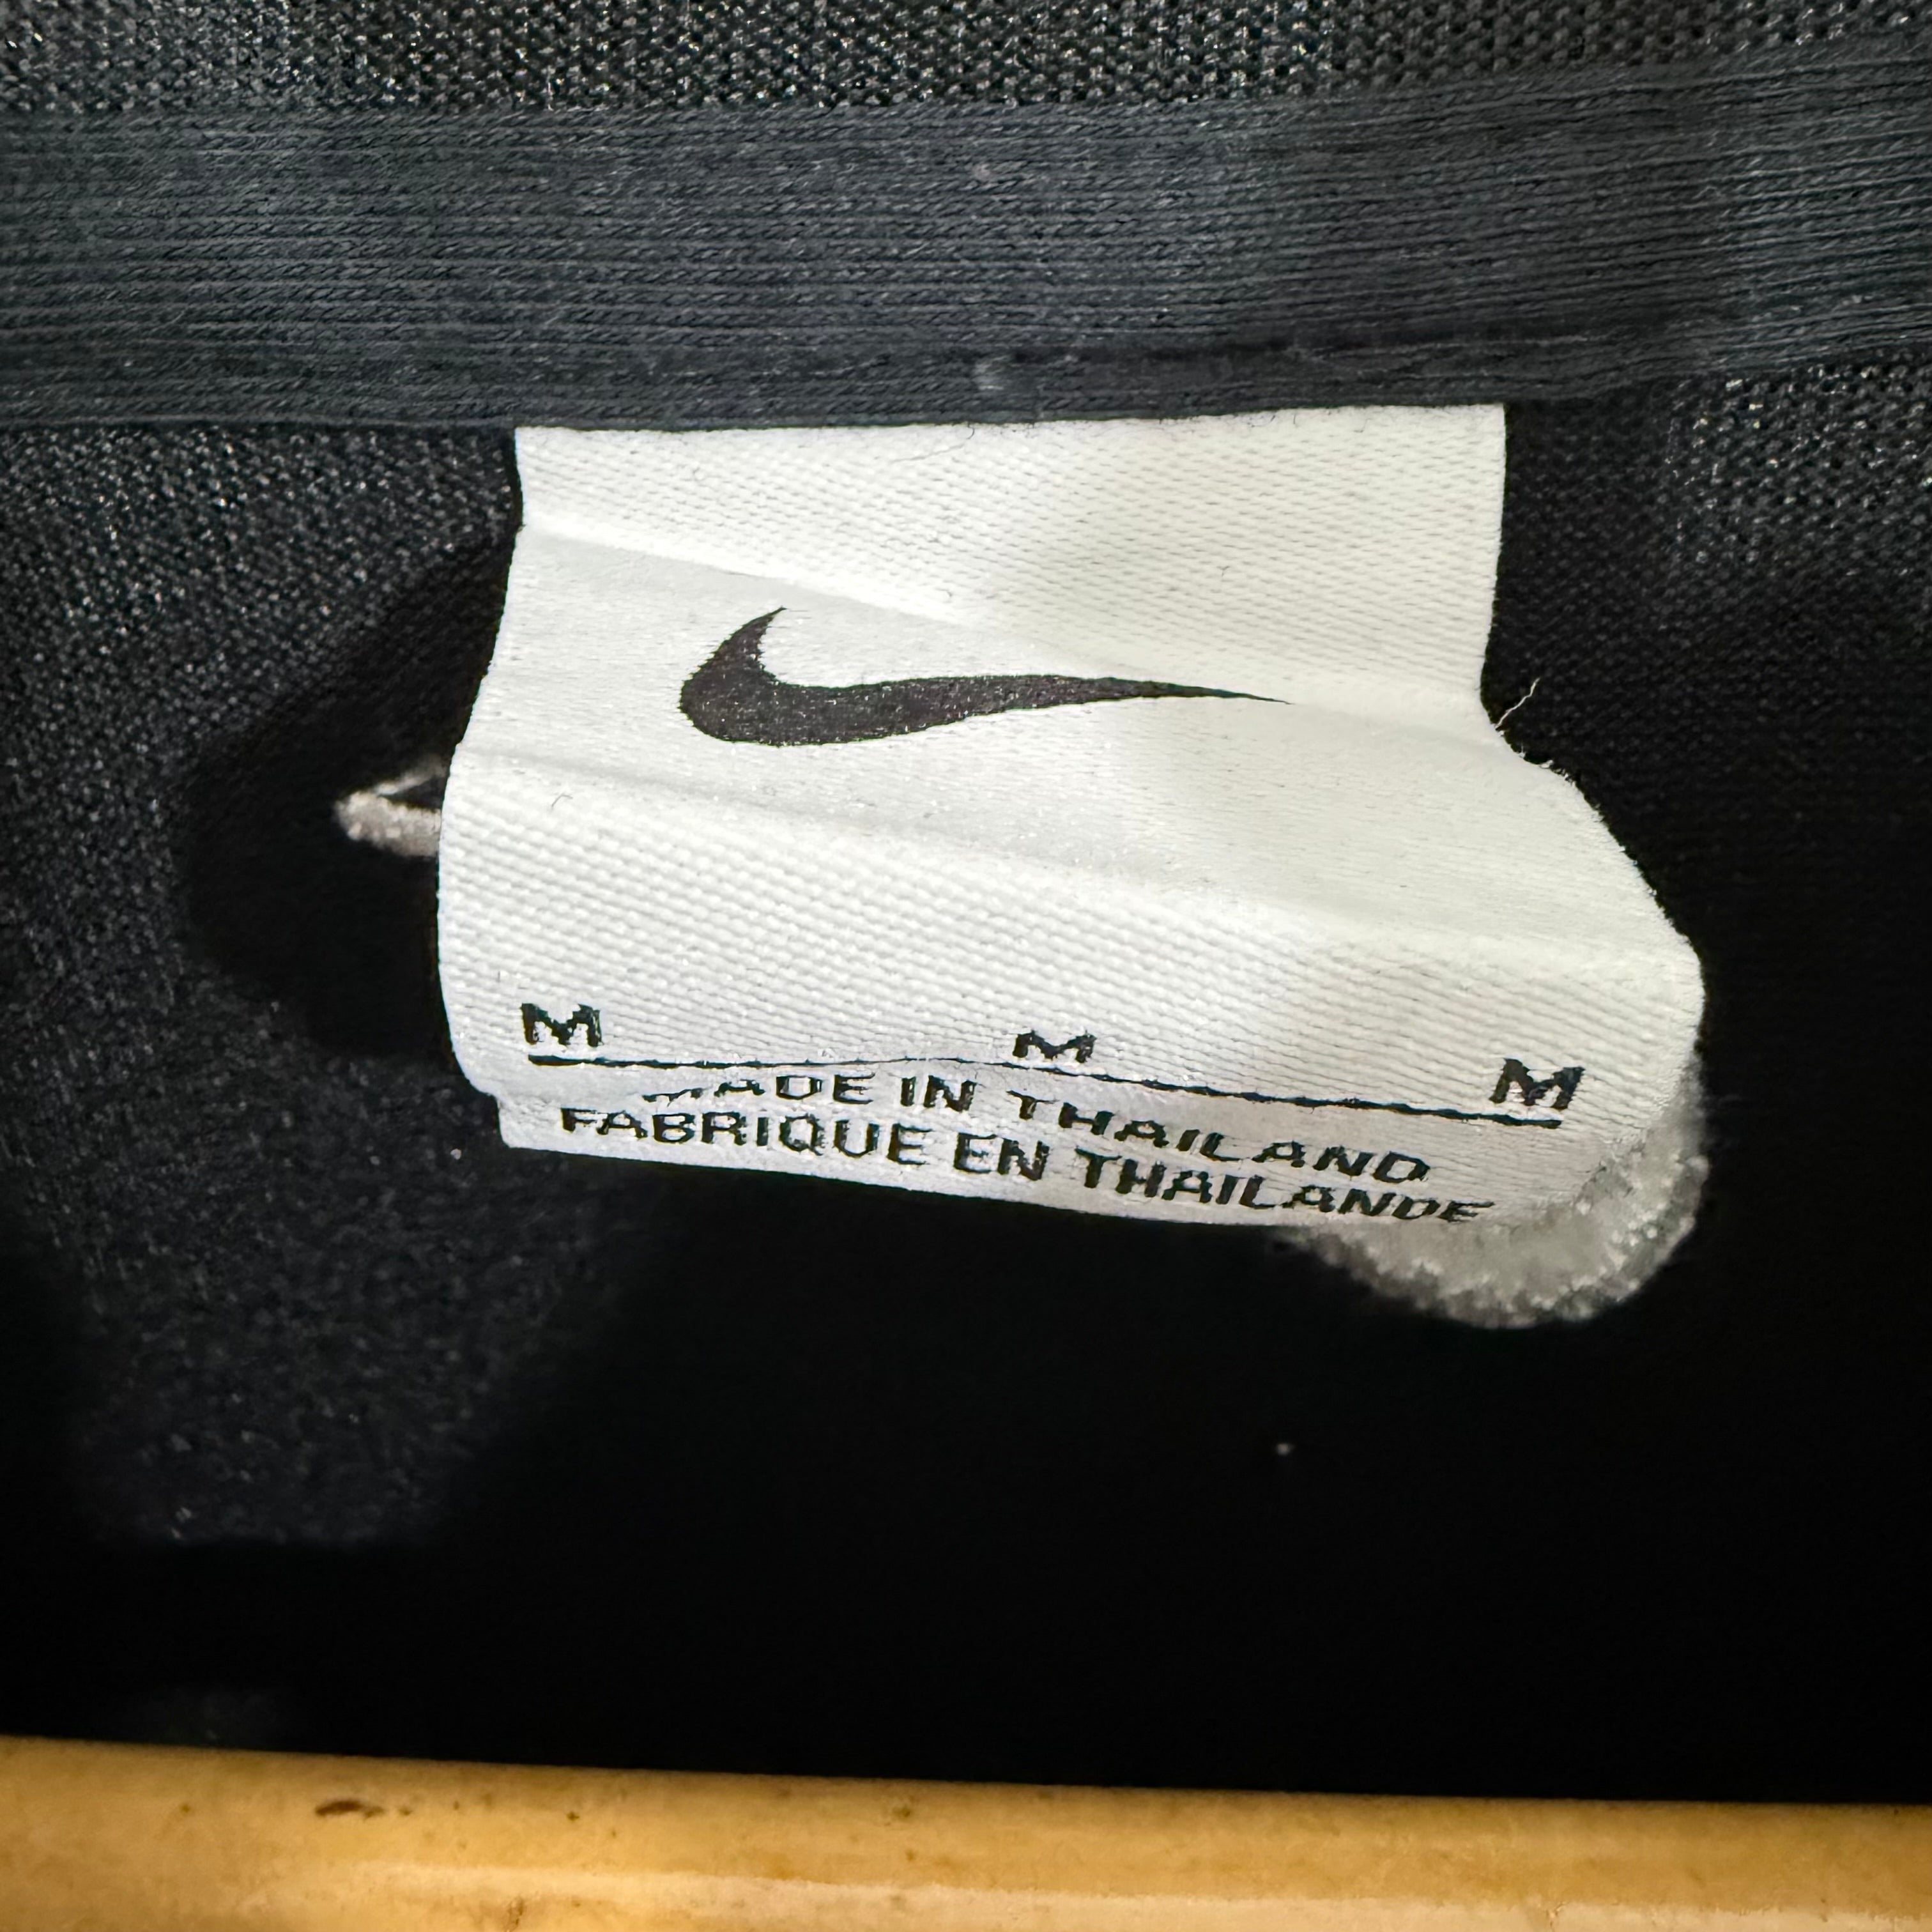 M M M
MADE IN THAILAND
FABRIQUE EN THAILANDE